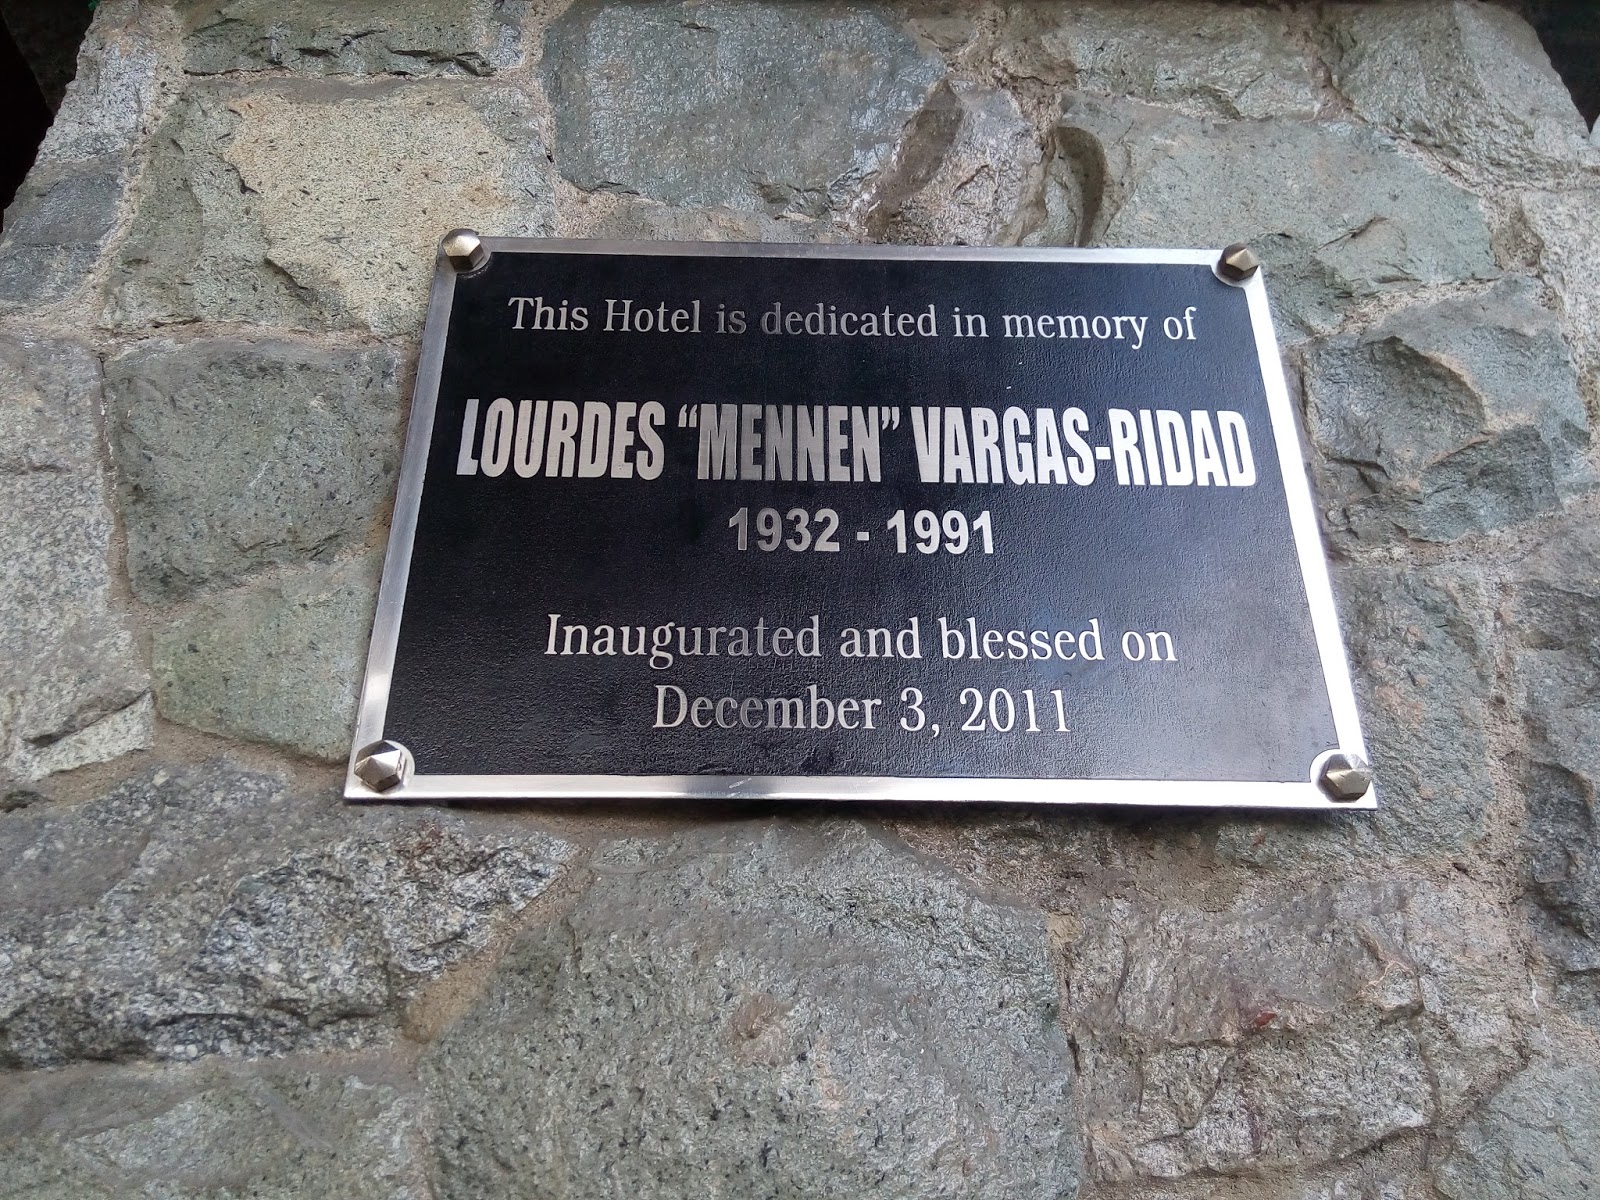 This Hotel is dedicated in memory of
LOURDES “MENNEN” VARGAS-RIDAD
1932 - 1991
Inaugurated and blessed on
December 3, 2011